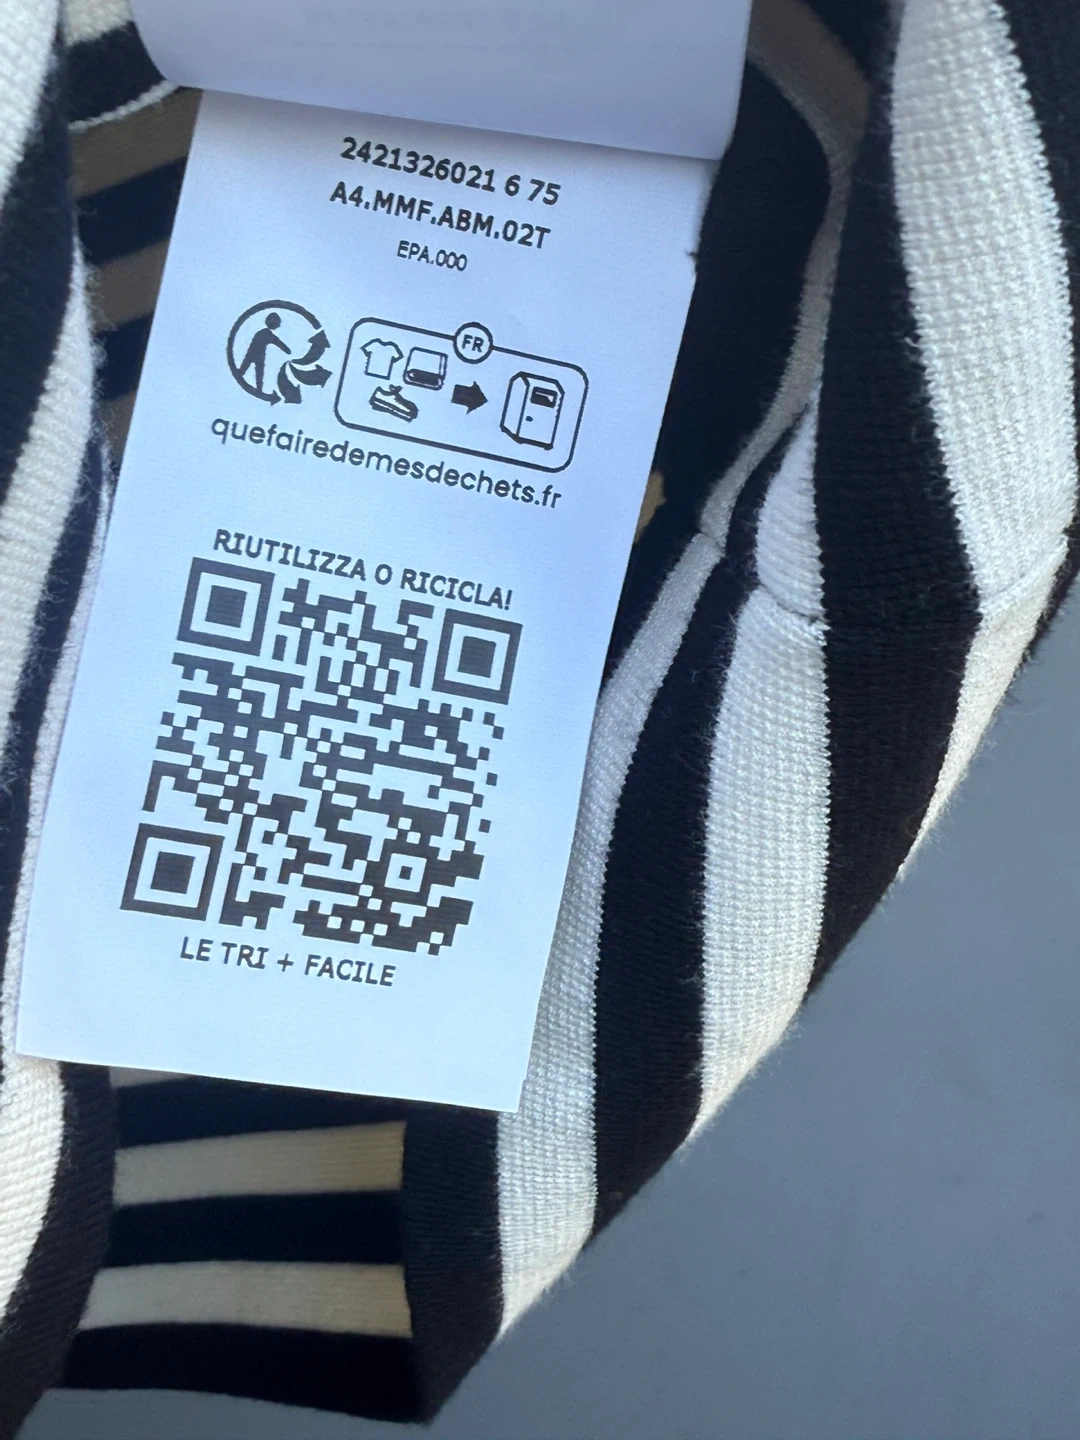 2421326021 6 75
A4.MMF.ABM.02T
EPA.000
FR
quefairedemesdechets.fr
RIUTILIZZA O RICICLA!
LE TRI + FACILE